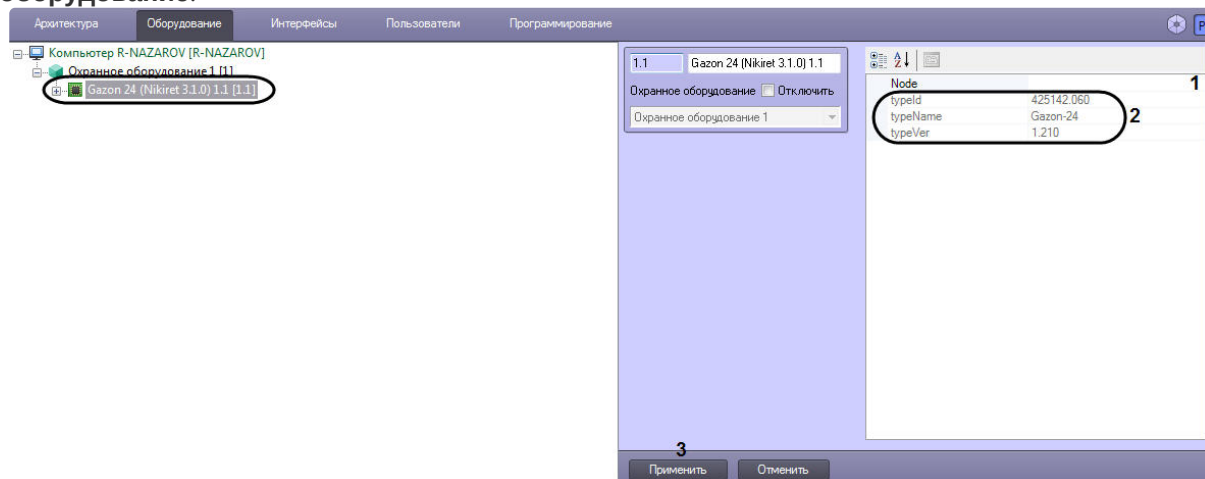 оборудование.
Архитектура Оборудование Интерфейсы Пользователи Программирование
Компьютер R-NAZAROV [R-NAZAROV]
Охранное оборудование 1 [1]
Gazon 24 (Nikiret 3.1.0) 1.1 [1.1]
1.1 Gazon 24 (Nikiret 3.1.0) 1.1
Охранное оборудование Отключить
Охранное оборудование 1
Node 1
typeId 425142.060
typeName Gazon-24 2
typeVer 1.210
3
Применить Отменить